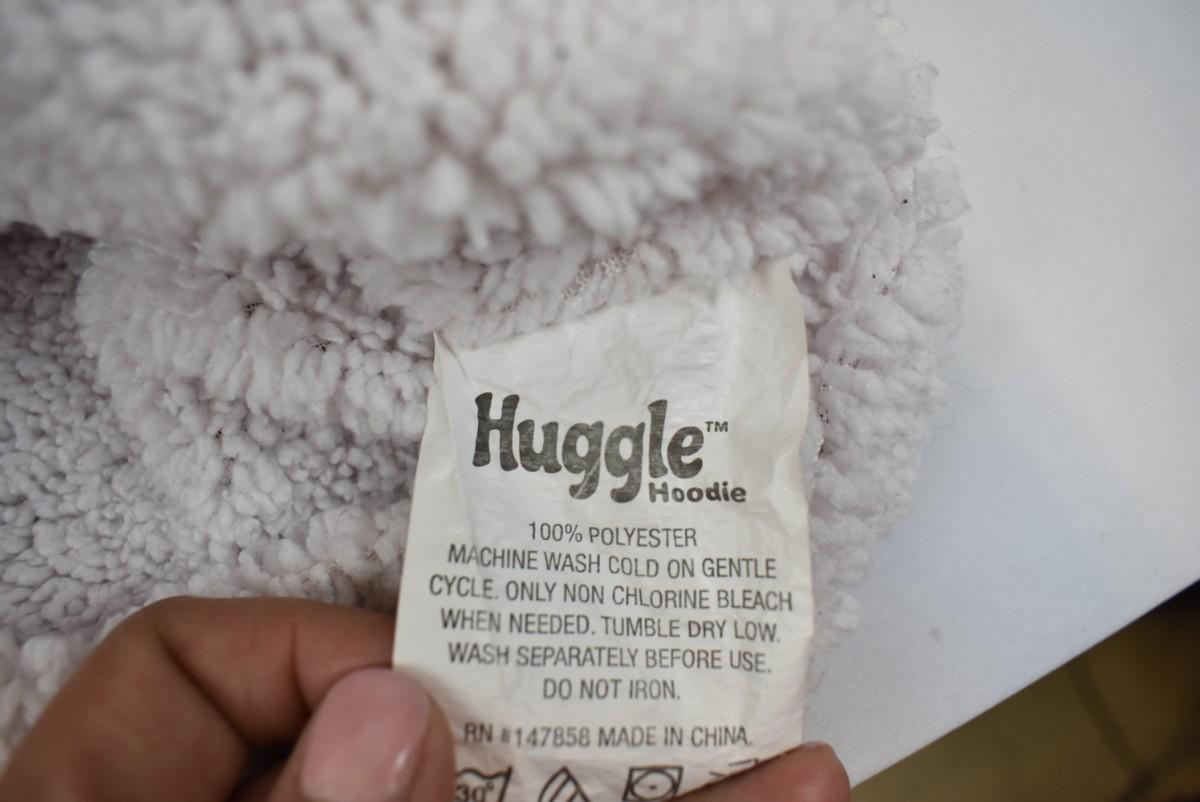 Huggle™
Hoodie
100% POLYESTER
MACHINE WASH COLD ON GENTLE
CYCLE. ONLY NON CHLORINE BLEACH
WHEN NEEDED. TUMBLE DRY LOW.
WASH SEPARATELY BEFORE USE.
DO NOT IRON.
RN #147858 MADE IN CHINA.
30°